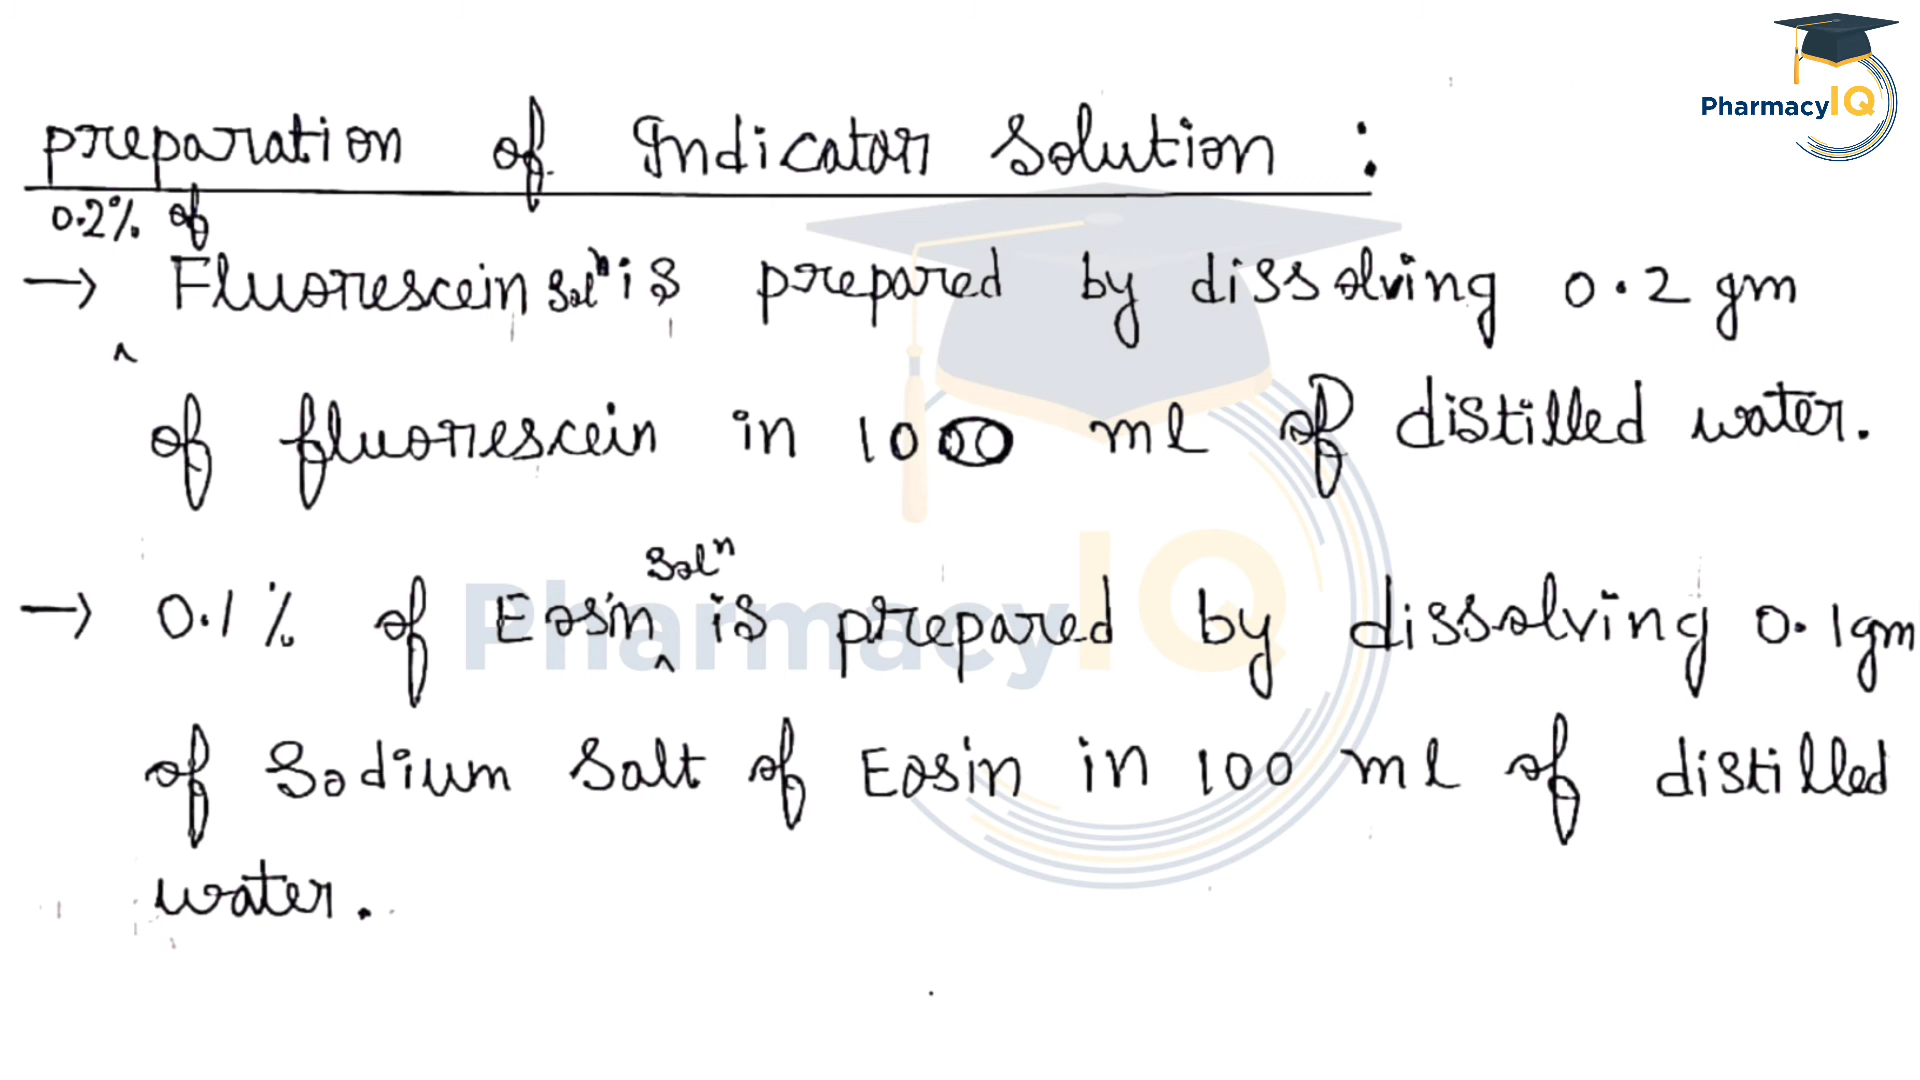 PharmacyIQ
preparation of Indicator Solution :
0.2% of
→ Fluorescein solⁿ is prepared by dissolving 0.2 gm
^
of fluorescein in 100 ml of distilled water.
solⁿ
→ 0.1 % of Eosin ^ is prepared by dissolving 0.1gm
of Sodium Salt of Eosin in 100 ml of distilled
water.
PharmacyIQ